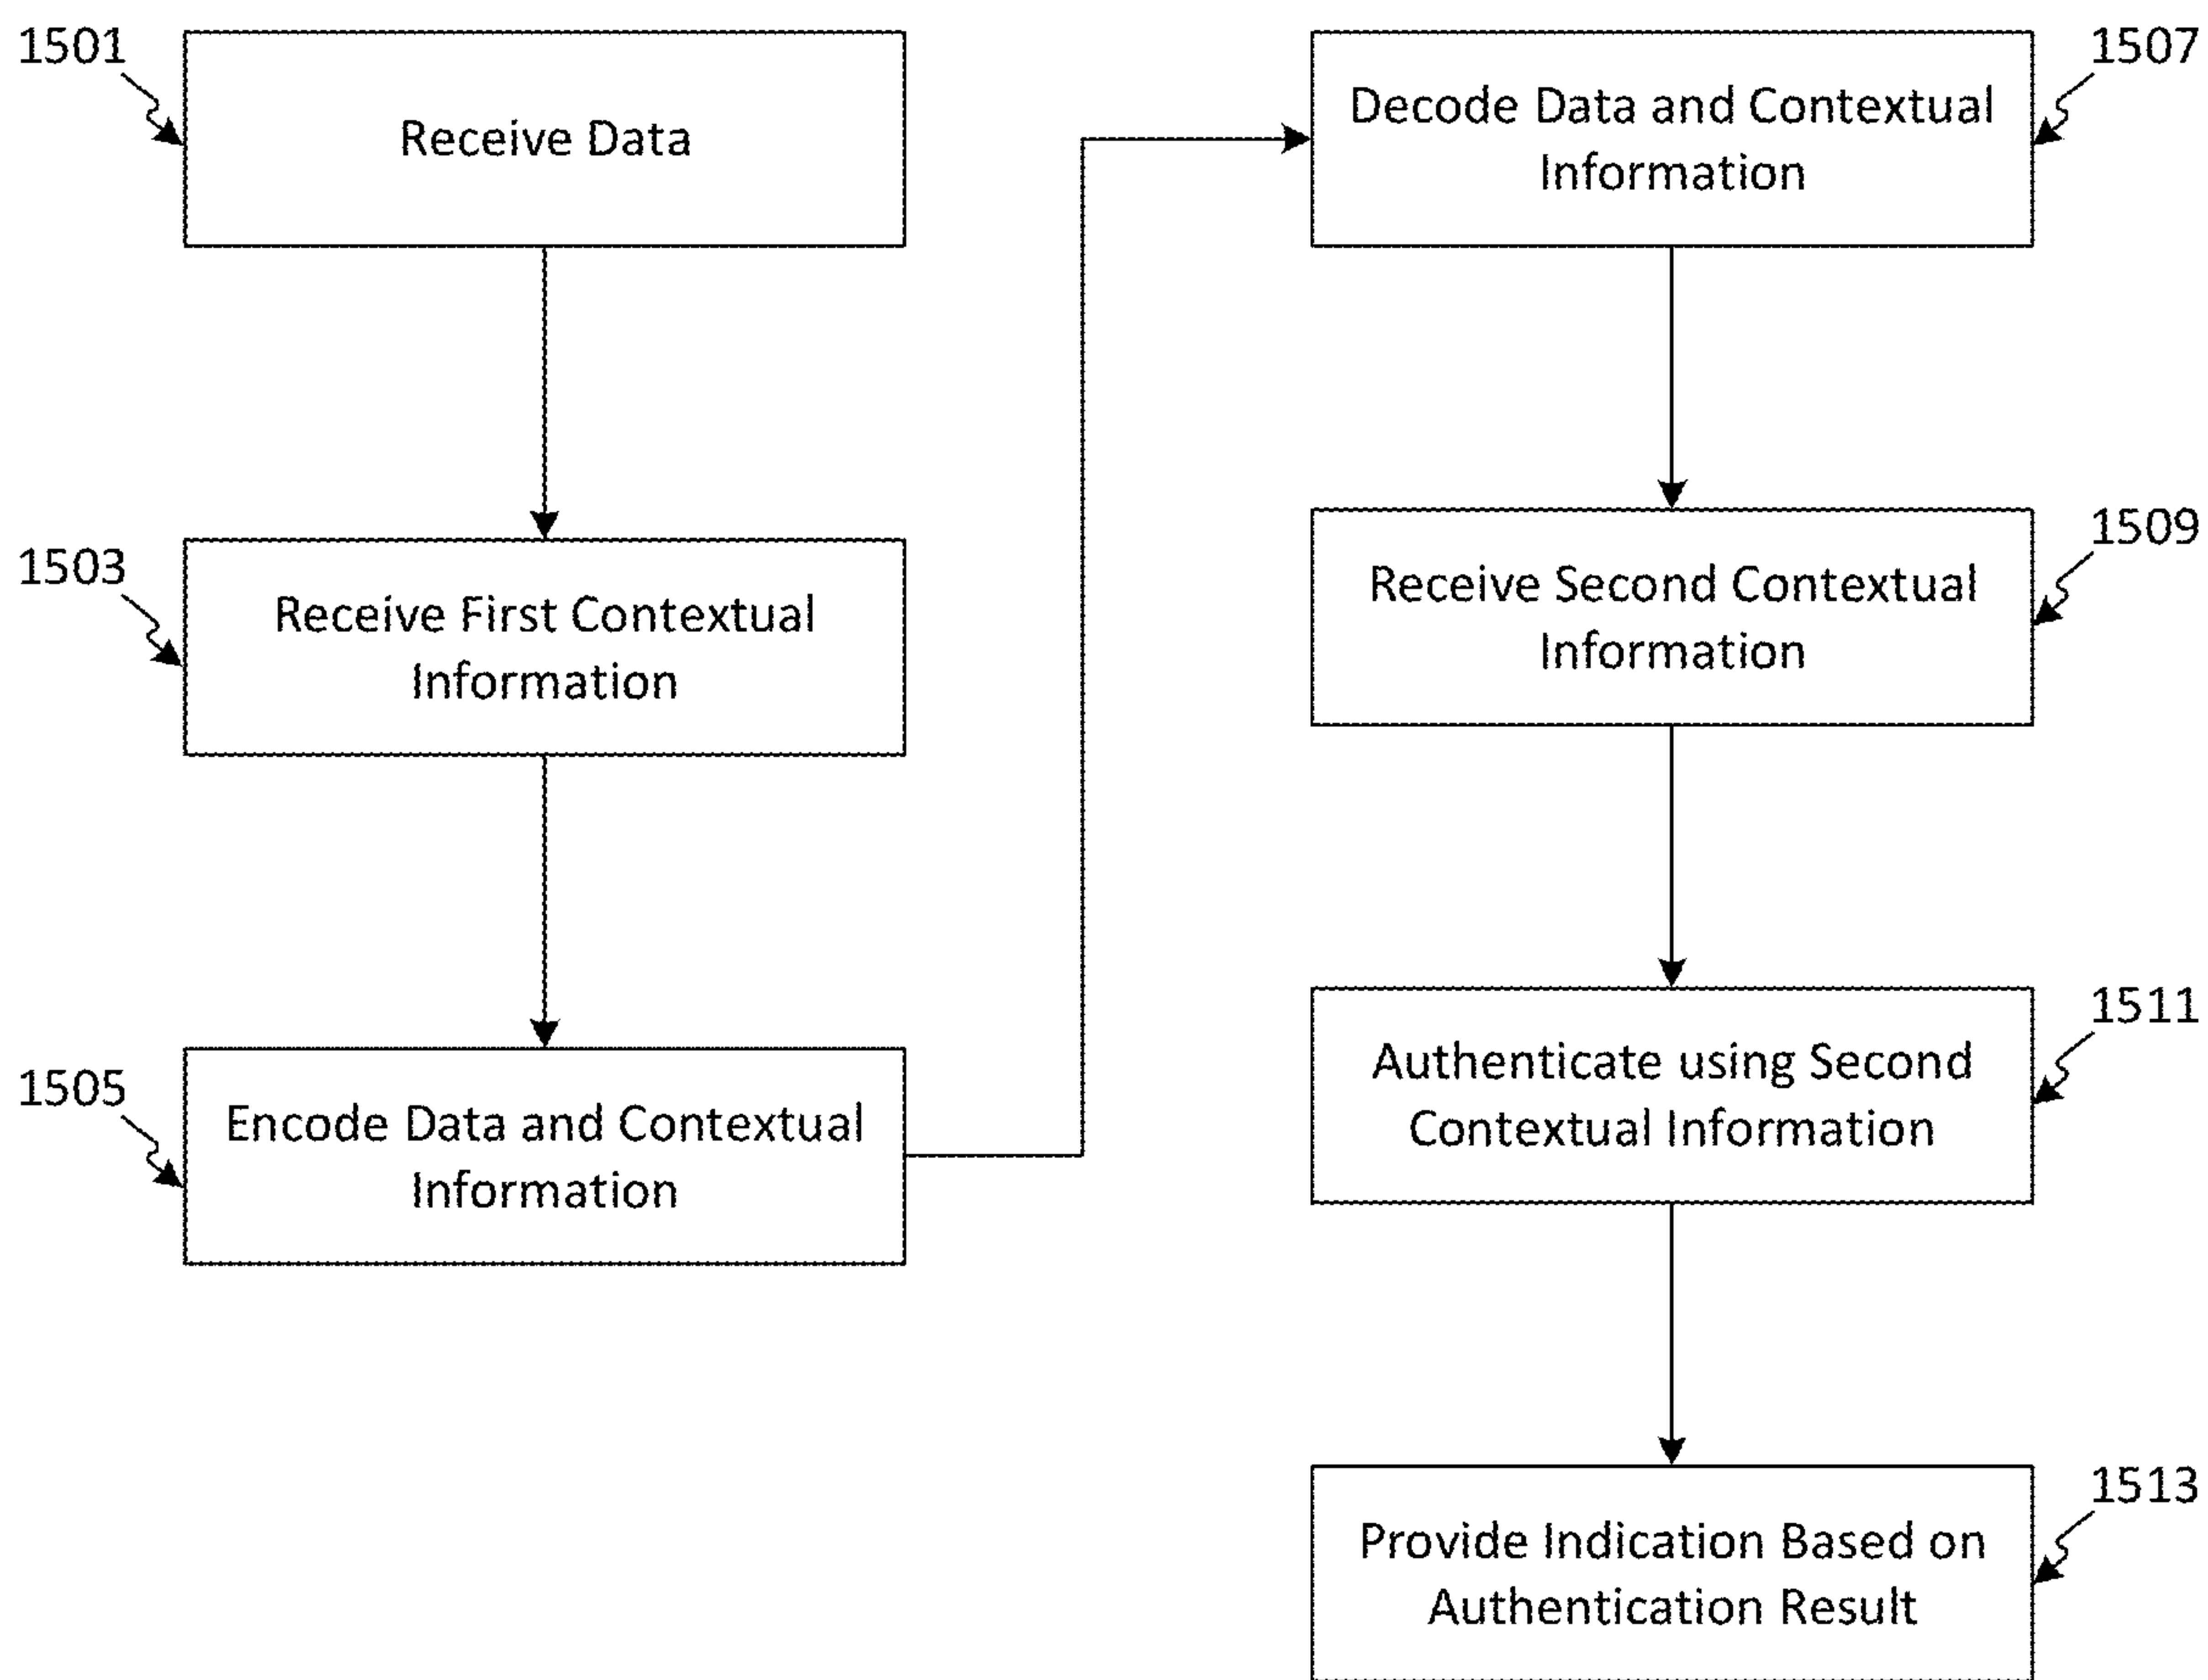 1501
Receive Data
1503
Receive First Contextual
Information
1505
Encode Data and Contextual
Information
1507
Decode Data and Contextual
Information
1509
Receive Second Contextual
Information
1511
Authenticate using Second
Contextual Information
1513
Provide Indication Based on
Authentication Result